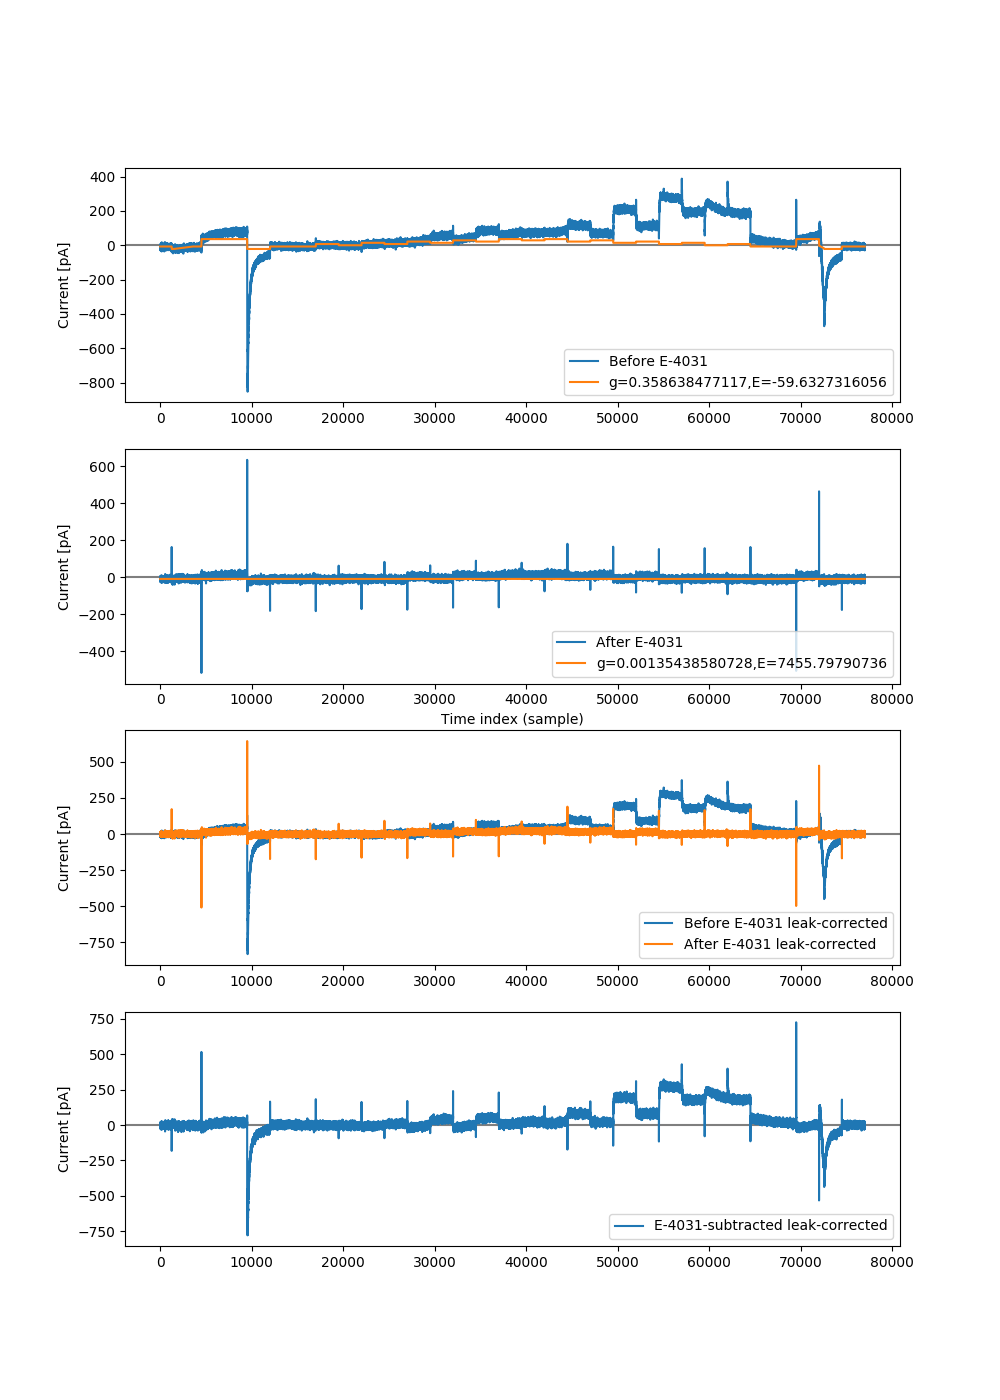 400
200
0
−200
−400
−600
−800
Current [pA]
Before E-4031
g=0.358638477117,E=-59.6327316056
0 10000 20000 30000 40000 50000 60000 70000 80000
600
400
200
0
−200
−400
Current [pA]
After E-4031
g=0.00135438580728,E=7455.79790736
0 10000 20000 30000 40000 50000 60000 70000 80000
Time index (sample)
500
250
0
−250
−500
−750
Current [pA]
Before E-4031 leak-corrected
After E-4031 leak-corrected
0 10000 20000 30000 40000 50000 60000 70000 80000
750
500
250
0
−250
−500
−750
Current [pA]
E-4031-subtracted leak-corrected
0 10000 20000 30000 40000 50000 60000 70000 80000